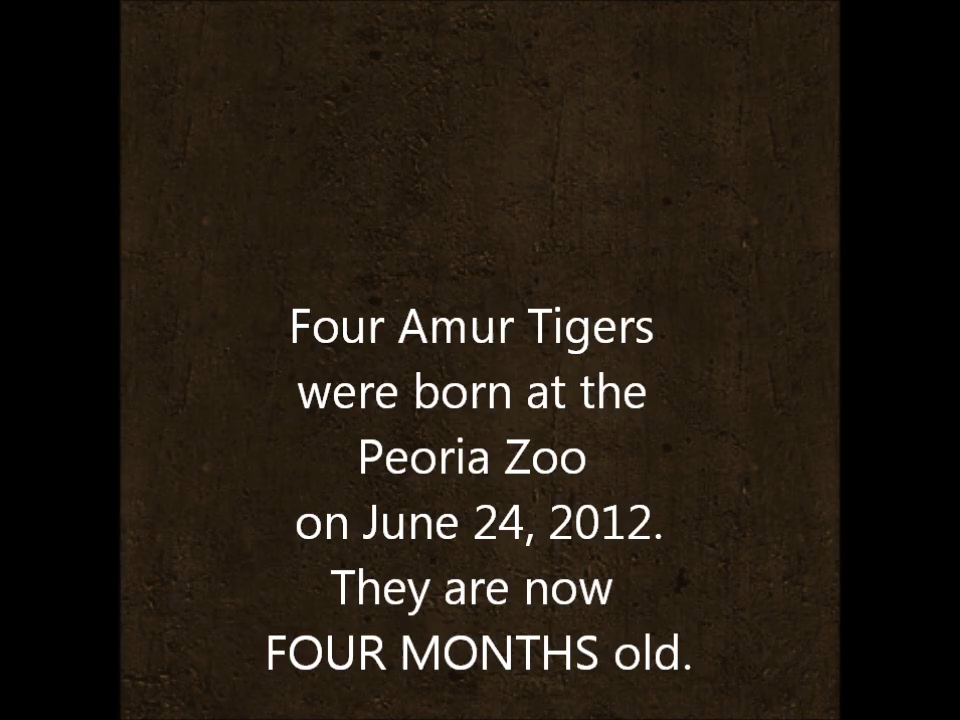 Four Amur Tigers
were born at the
Peoria Zoo
on June 24, 2012.
They are now
FOUR MONTHS old.